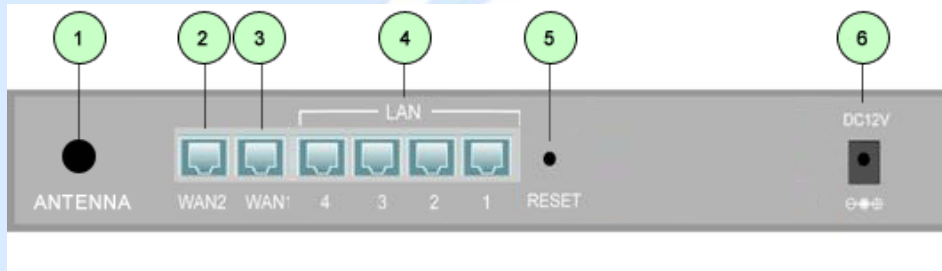 1 2 3 4 5 6
LAN
DC12V
ANTENNA WAN2 WAN1 4 3 2 1 RESET